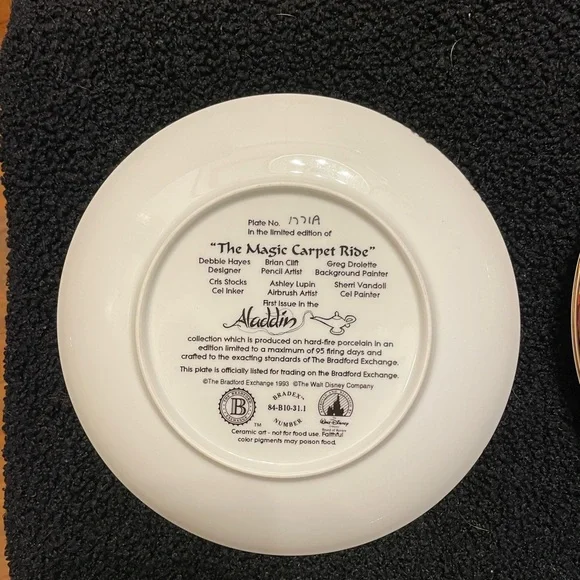 Plate No. 1771A
In the limited edition of
"The Magic Carpet Ride"
Debbie Hayes Brian Clift Greg Drolette
Designer Pencil Artist Background Painter
Cris Stocks Ashley Lupin Sherri Vandoll
Cel Inker Airbrush Artist Cel Painter
First Issue in the
Aladdin
collection which is produced on hard-fire porcelain in an
edition limited to a maximum of 95 firing days and
crafted to the exacting standards of The Bradford Exchange.
This plate is officially listed for trading on the Bradford Exchange.
©The Bradford Exchange 1993 ©The Walt Disney Company
B
TM
BRADEX™
84-B10-31.1
NUMBER
Walt Disney
Ceramic art - not for food use. Faithful
color pigments may poison food.